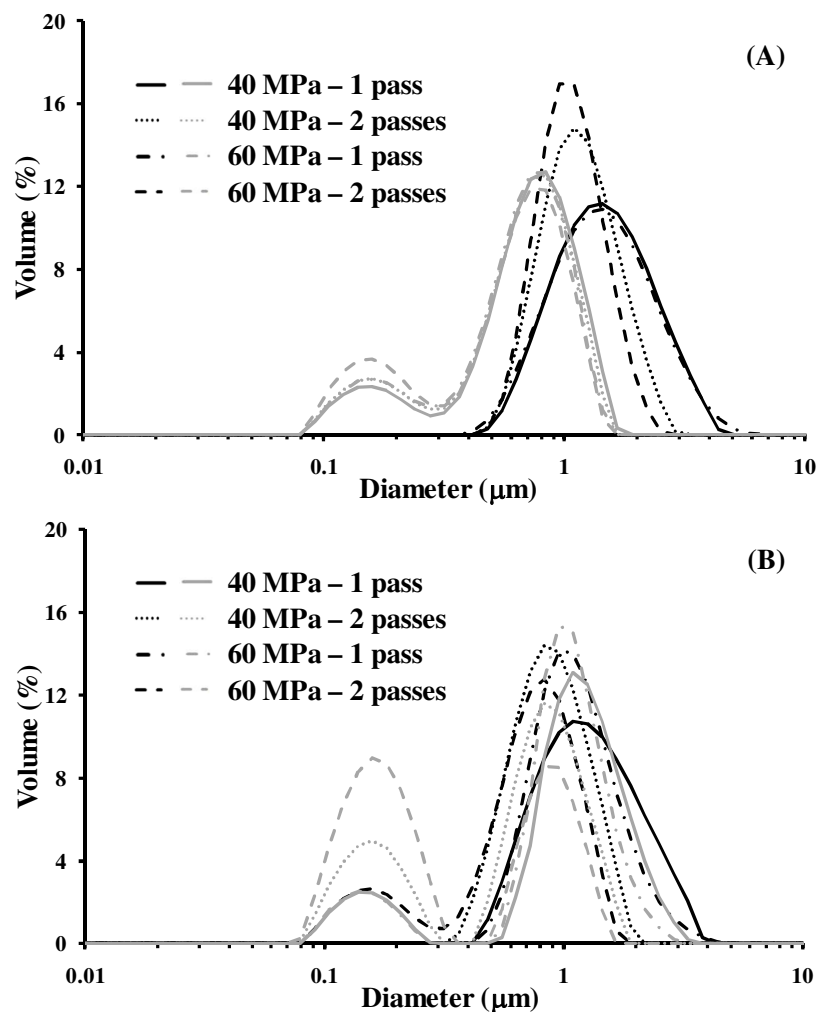 20
(A)
40 MPa – 1 pass
16
40 MPa – 2 passes
60 MPa – 1 pass
12
60 MPa – 2 passes
Volume (%)
8
4
0
0.01 0.1 1 10
Diameter (μm)
20
(B)
40 MPa – 1 pass
16
40 MPa – 2 passes
60 MPa – 1 pass
12
60 MPa – 2 passes
Volume (%)
8
4
0
0.01 0.1 1 10
Diameter (μm)